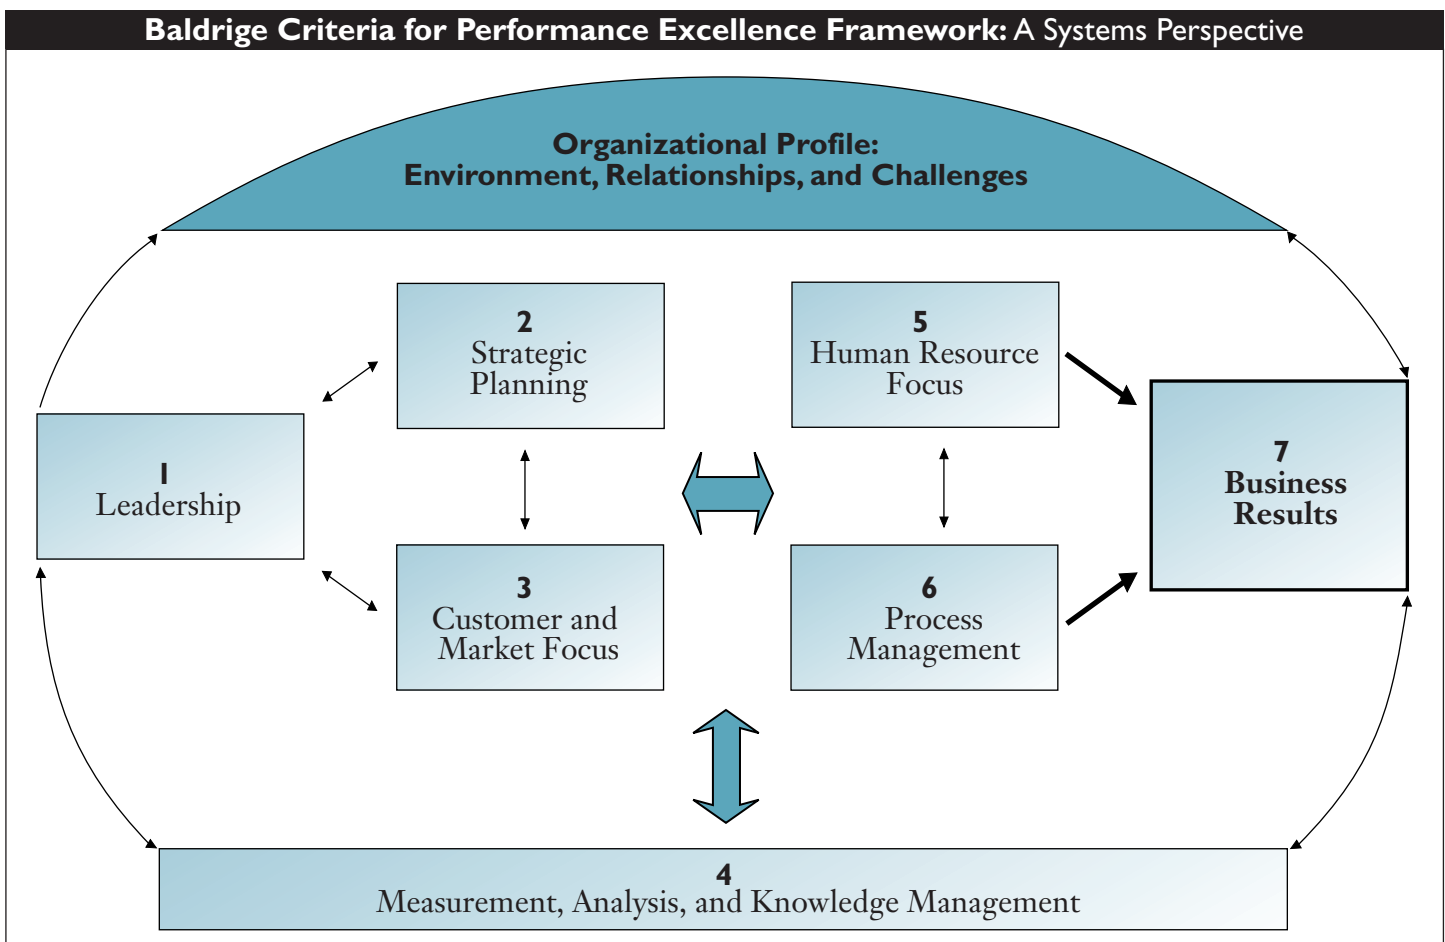 Baldrige Criteria for Performance Excellence Framework: A Systems Perspective
Organizational Profile:
Environment, Relationships, and Challenges
2
Strategic
Planning
5
Human Resource
Focus
1
Leadership
7
Business
Results
3
Customer and
Market Focus
6
Process
Management
4
Measurement, Analysis, and Knowledge Management